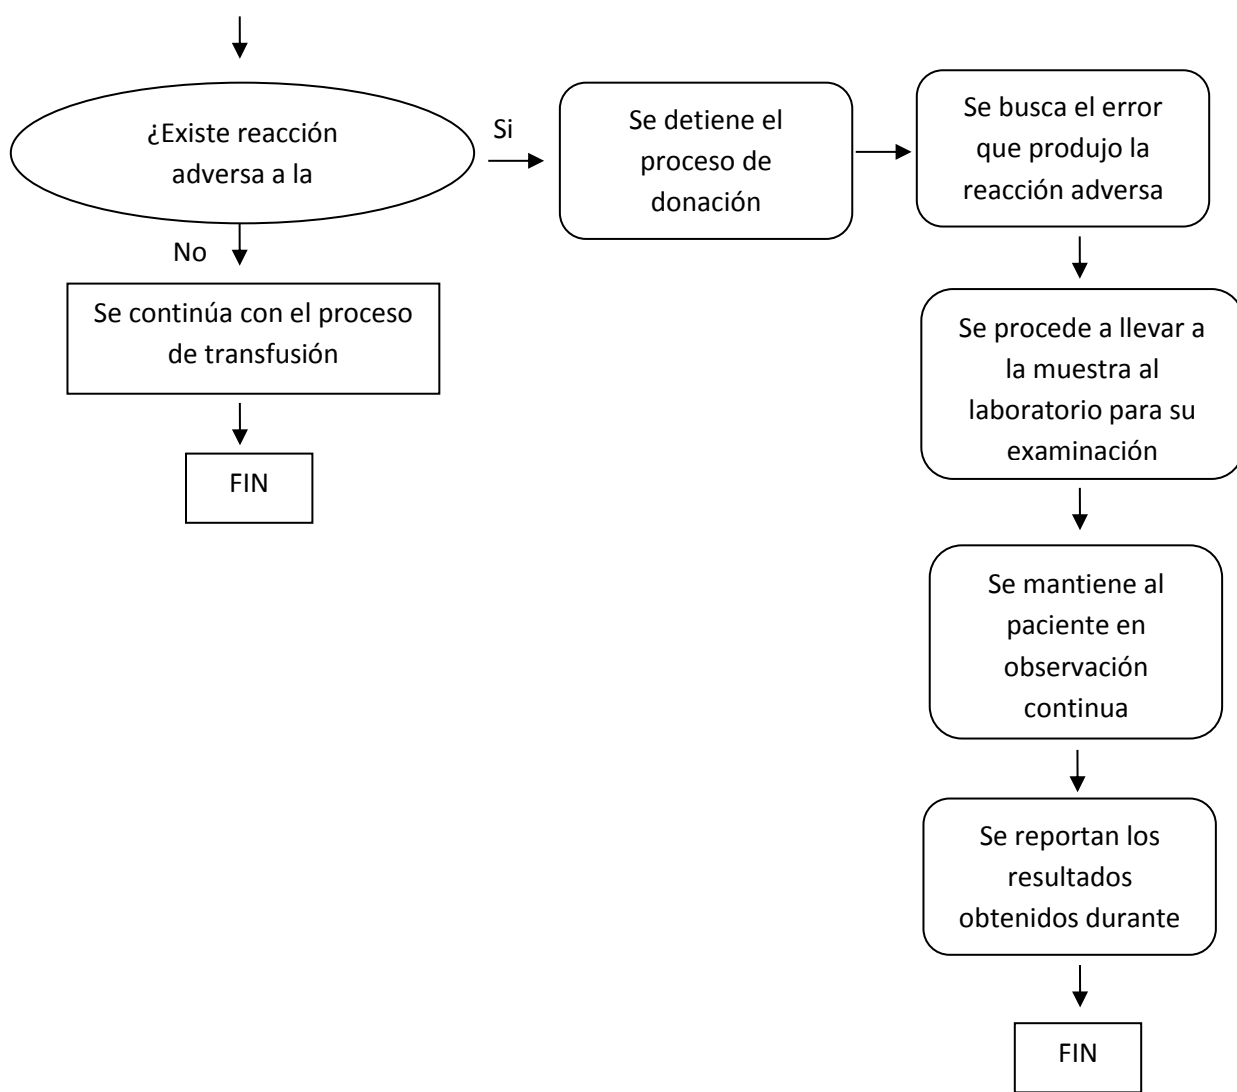 ¿Existe reacción
adversa a la
Si
Se detiene el
proceso de
donación
Se busca el error
que produjo la
reacción adversa
No
Se continúa con el proceso
de transfusión
FIN
Se procede a llevar a
la muestra al
laboratorio para su
examinación
Se mantiene al
paciente en
observación
continua
Se reportan los
resultados
obtenidos durante
FIN